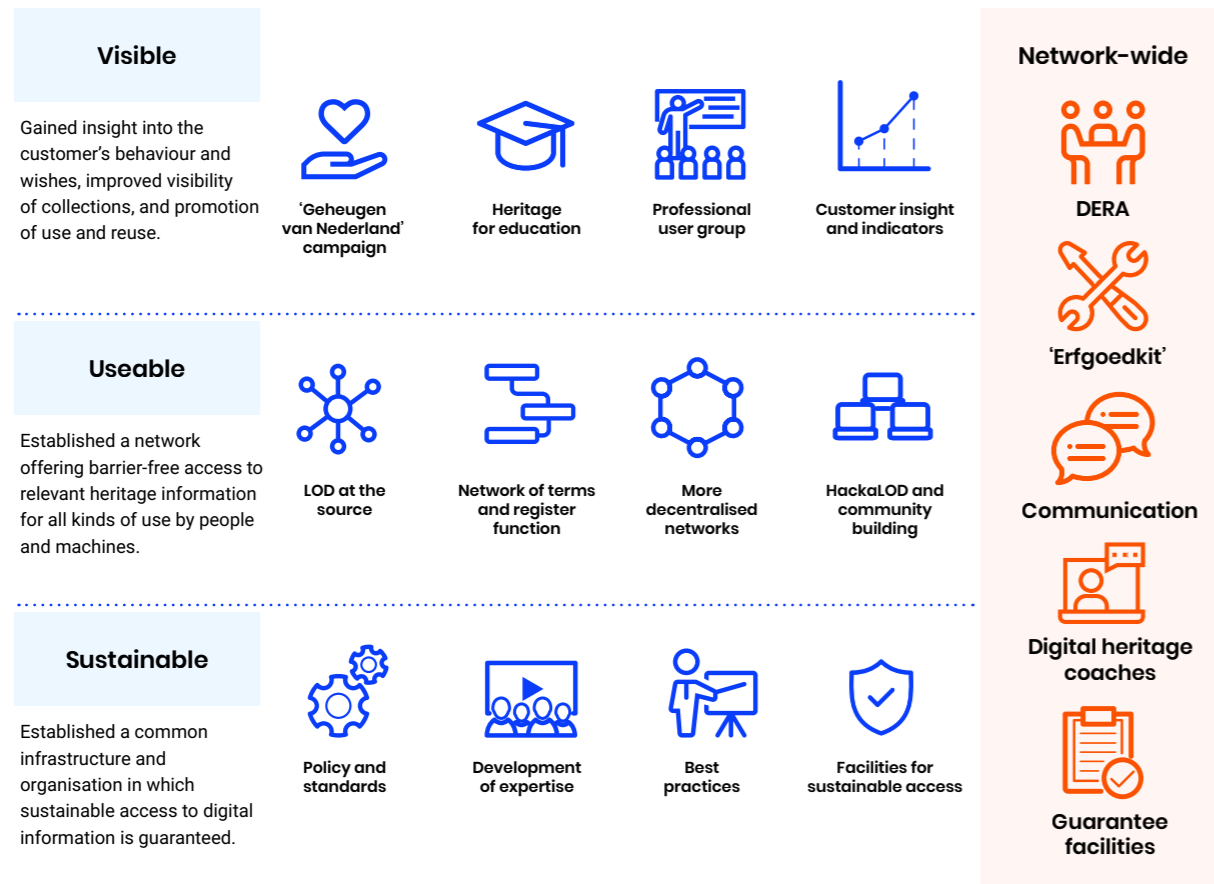 Visible
Gained insight into the
customer’s behaviour and
wishes, improved visibility
of collections, and promotion
of use and reuse.
‘Geheugen
van Nederland’
campaign
Heritage
for education
Professional
user group
Customer insight
and indicators
Useable
Established a network
offering barrier-free access to
relevant heritage information
for all kinds of use by people
and machines.
LOD at the
source
Network of terms
and register
function
More
decentralised
networks
HackaLOD and
community
building
Sustainable
Established a common
infrastructure and
organisation in which
sustainable access to digital
information is guaranteed.
Policy and
standards
Development
of expertise
Best
practices
Facilities for
sustainable access
Network-wide
DERA
‘Erfgoedkit’
Communication
Digital heritage
coaches
Guarantee
facilities